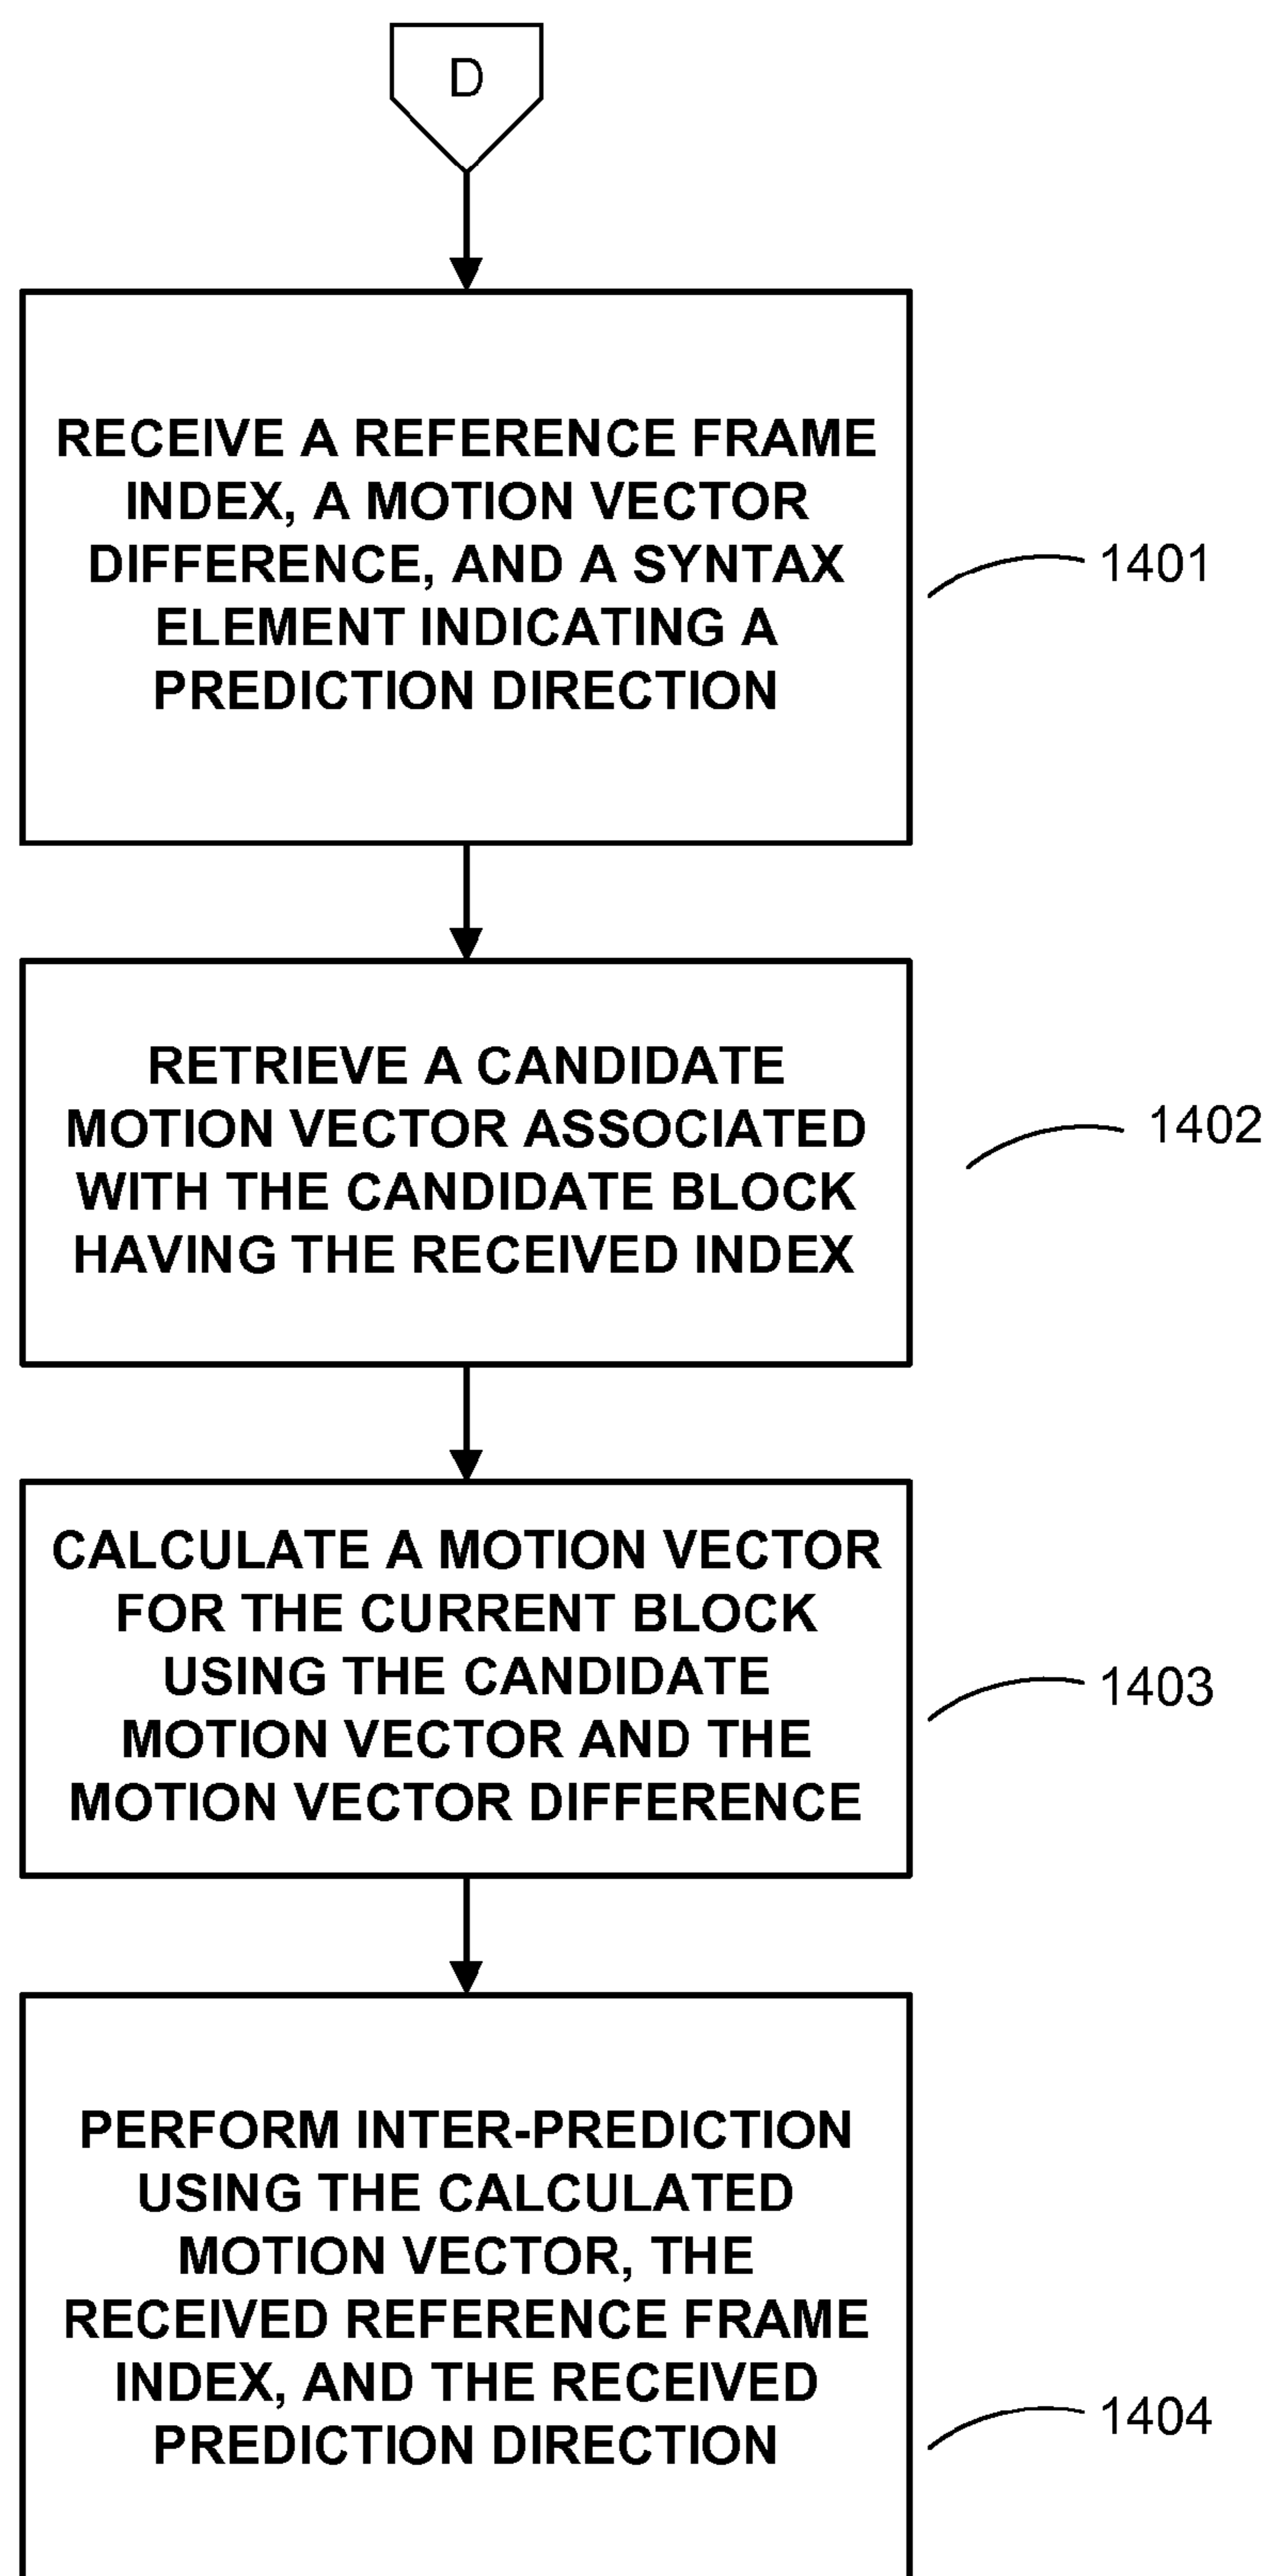 D
RECEIVE A REFERENCE FRAME
INDEX, A MOTION VECTOR
DIFFERENCE, AND A SYNTAX
ELEMENT INDICATING A
PREDICTION DIRECTION
1401
RETRIEVE A CANDIDATE
MOTION VECTOR ASSOCIATED
WITH THE CANDIDATE BLOCK
HAVING THE RECEIVED INDEX
1402
CALCULATE A MOTION VECTOR
FOR THE CURRENT BLOCK
USING THE CANDIDATE
MOTION VECTOR AND THE
MOTION VECTOR DIFFERENCE
1403
PERFORM INTER-PREDICTION
USING THE CALCULATED
MOTION VECTOR, THE
RECEIVED REFERENCE FRAME
INDEX, AND THE RECEIVED
PREDICTION DIRECTION
1404